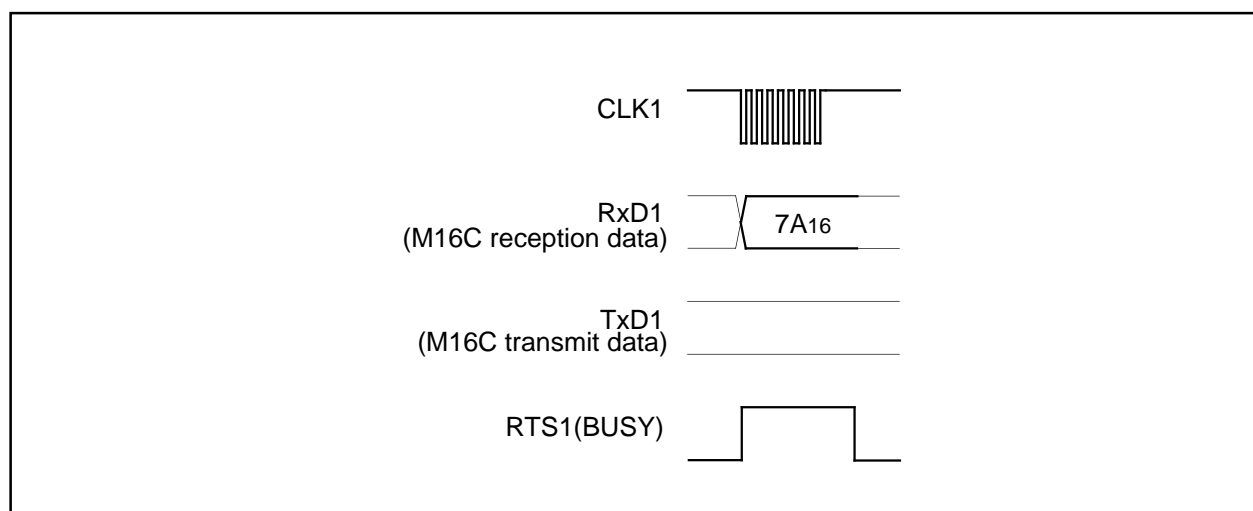 CLK1
RxD1
(M16C reception data)
7A16
TxD1
(M16C transmit data)
RTS1(BUSY)